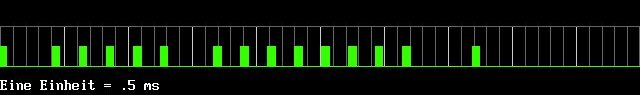 Eine Einheit = .5 ms